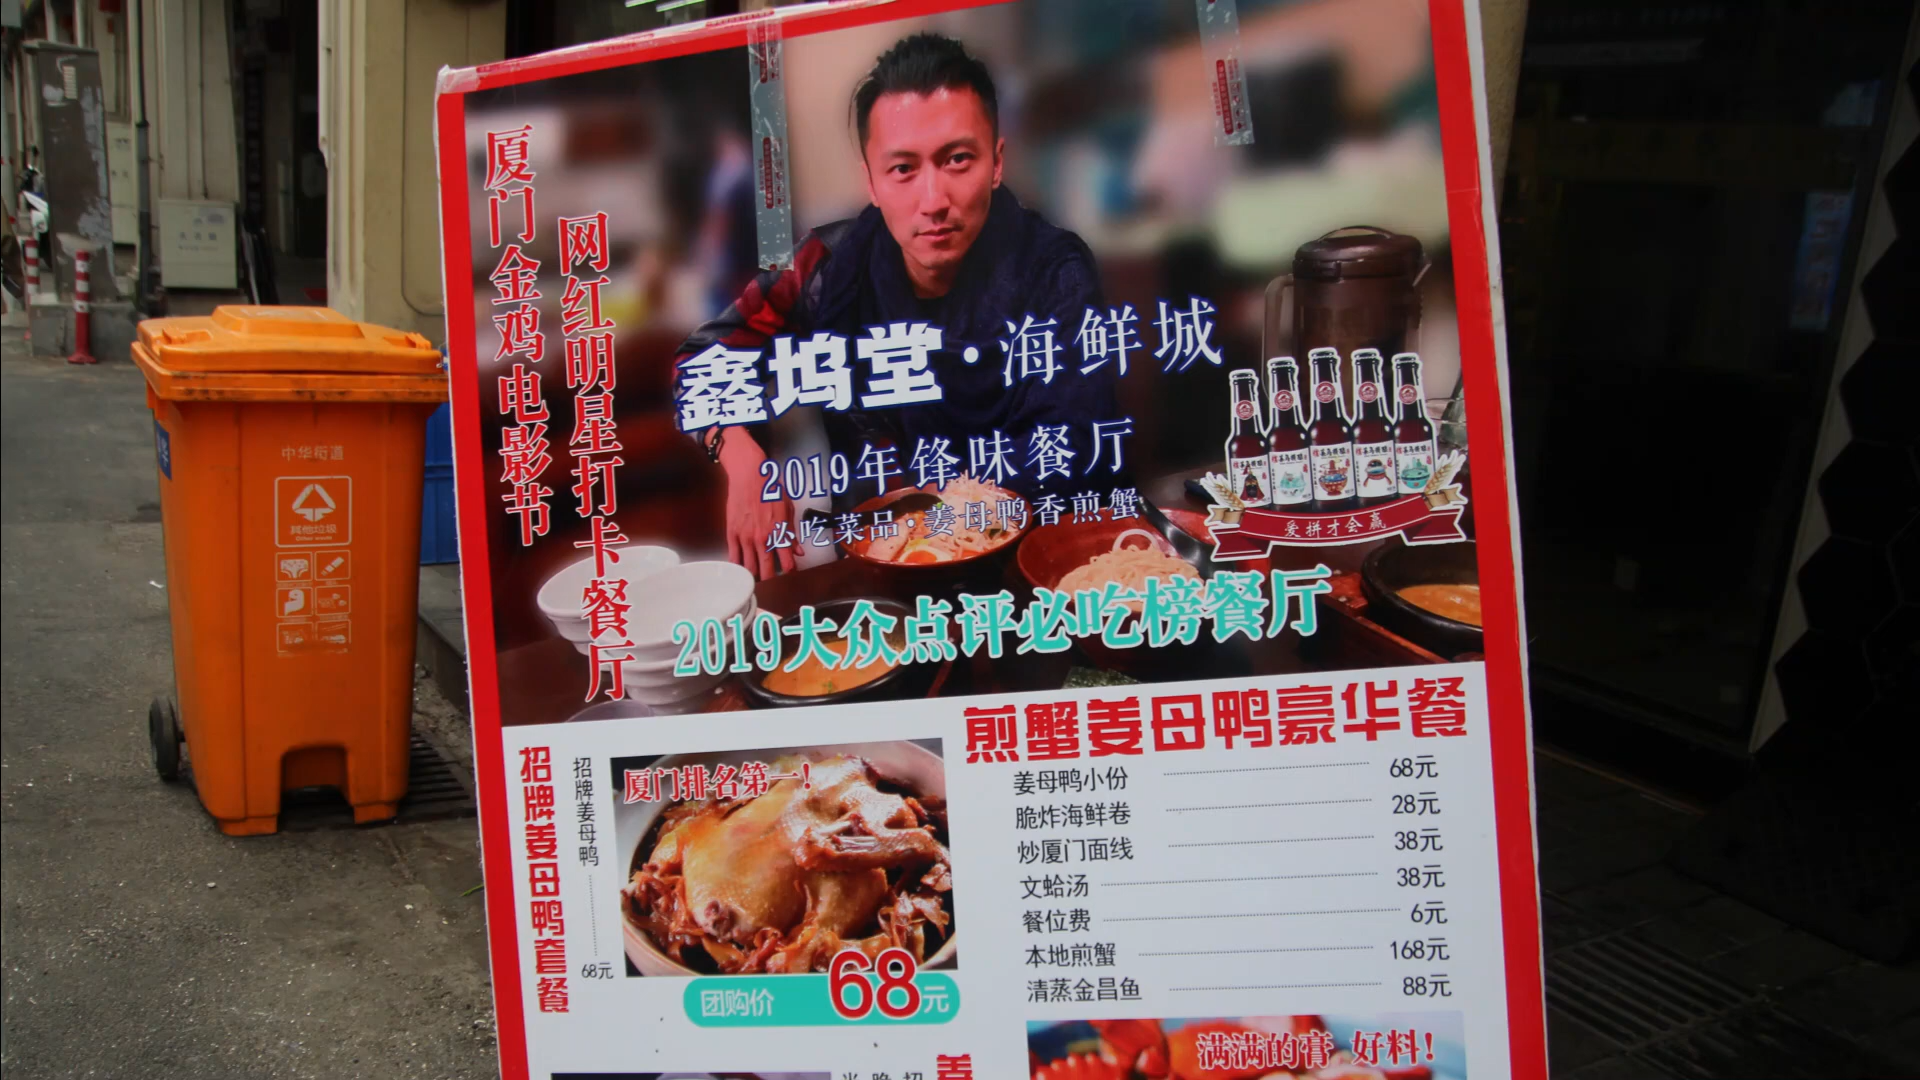 厦门金鸡电影节
网红明星打卡餐厅
鑫坞堂·海鲜城
2019年锋味餐厅
必吃菜品·姜母鸭香煎蟹
爱拼才会赢
2019大众点评必吃榜餐厅
中华街道
其他垃圾
Other waste
招牌姜母鸭套餐
招牌姜母鸭 68元
厦门排名第一!
团购价 68元
煎蟹姜母鸭豪华餐
姜母鸭小份 68元
脆炸海鲜卷 28元
炒厦门面线 38元
文蛤汤 38元
餐位费 6元
本地煎蟹 168元
清蒸金昌鱼 88元
满满的膏 好料!
姜